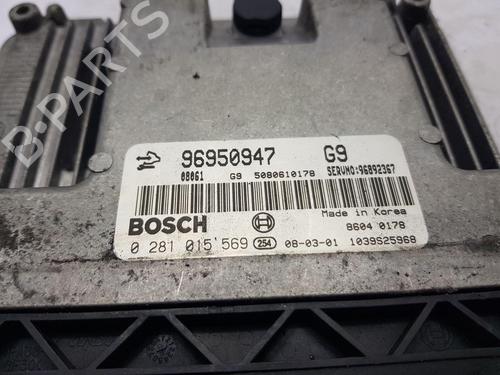 96950947 G9
08061 G9 5080610178 SERVNO:96892367
BOSCH Made in Korea
8604 0178
0 281 015 569 254 08-03-01 1039S25968
B-PARTS